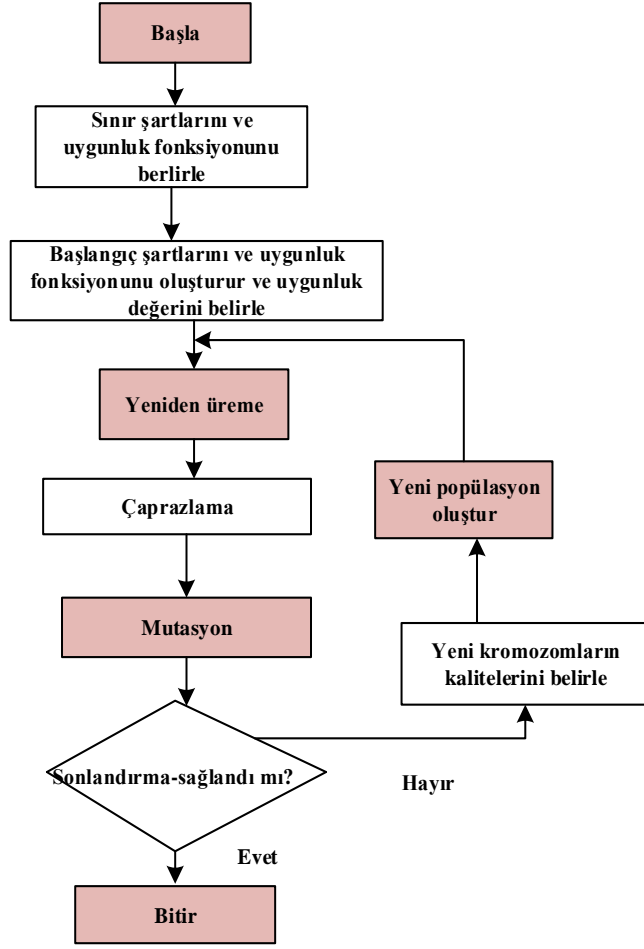 Başla
Sınır şartlarını ve
uygunluk fonksiyonunu
berlirle
Başlangıç şartlarını ve uygunluk
fonksiyonunu oluşturur ve uygunluk
değerini belirle
Yeniden üreme
Çaprazlama
Mutasyon
Sonlandırma-sağlandı mı?
Evet
Bitir
Hayır
Yeni kromozomların
kalitelerini belirle
Yeni popülasyon
oluştur